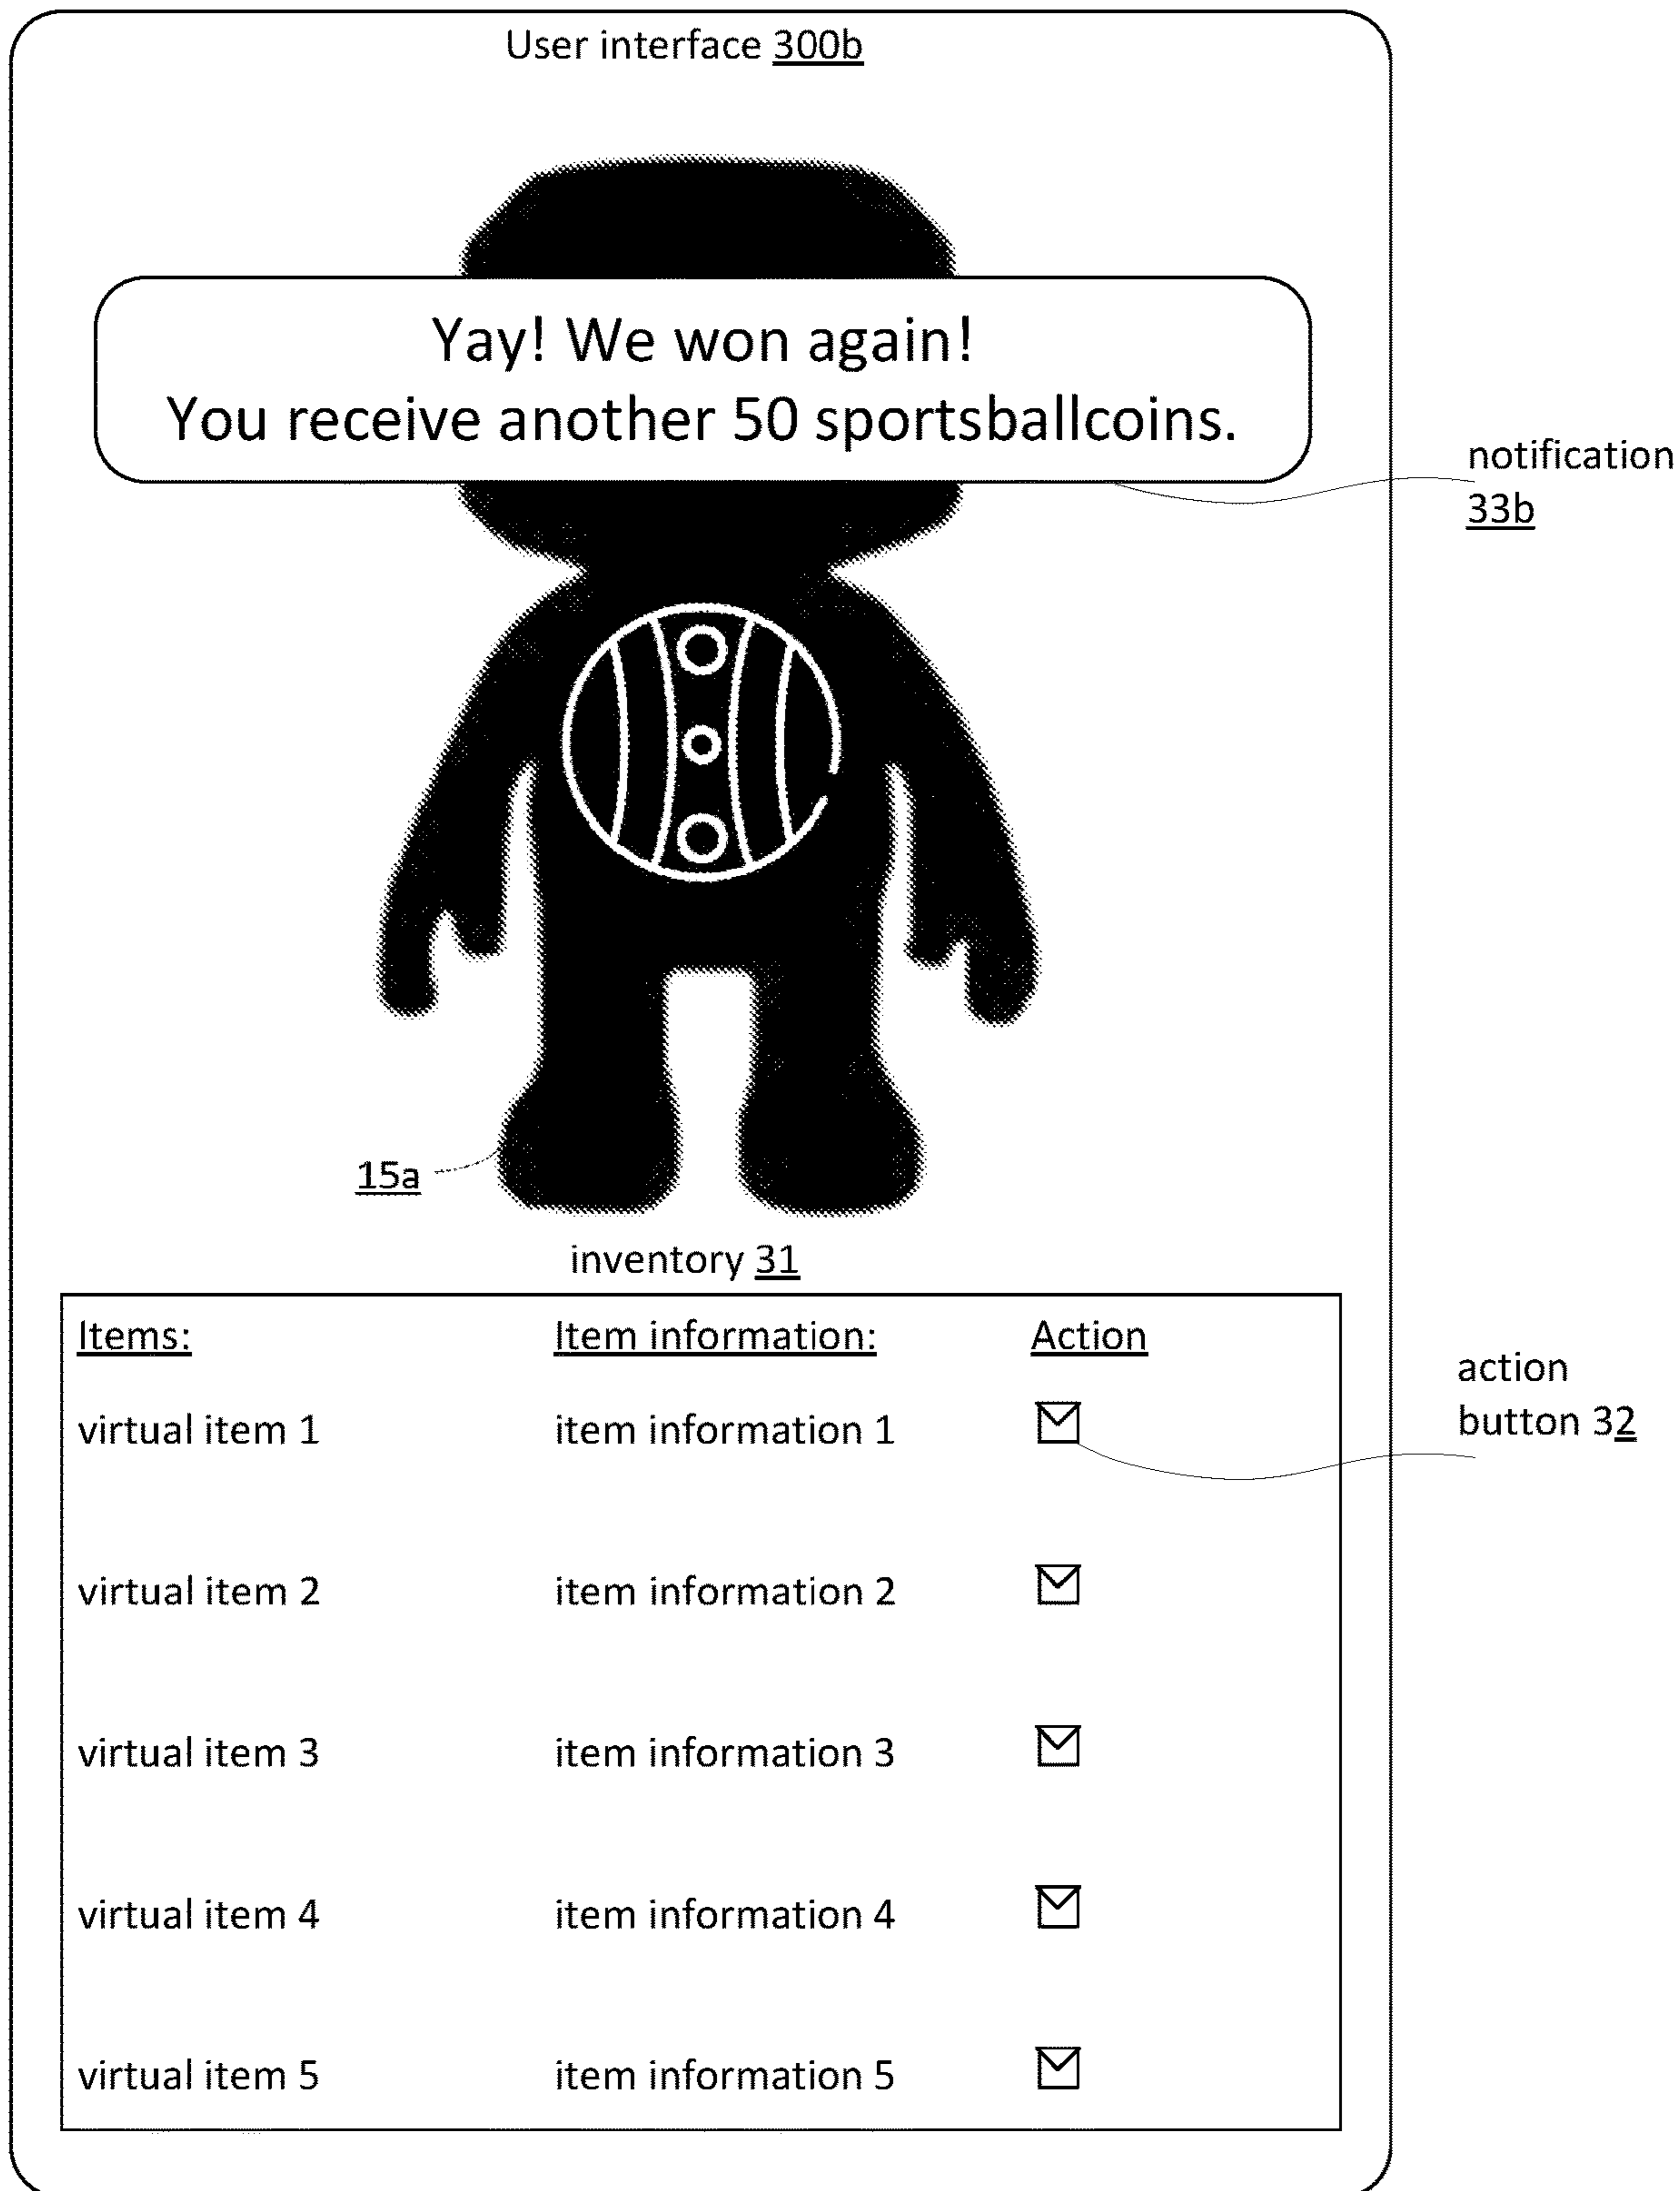 User interface 300b
Yay! We won again!
You receive another 50 sportsballcoins.
notification
33b
15a
inventory 31
Items: Item information: Action
action
button 32
virtual item 1 item information 1
virtual item 2 item information 2
virtual item 3 item information 3
virtual item 4 item information 4
virtual item 5 item information 5